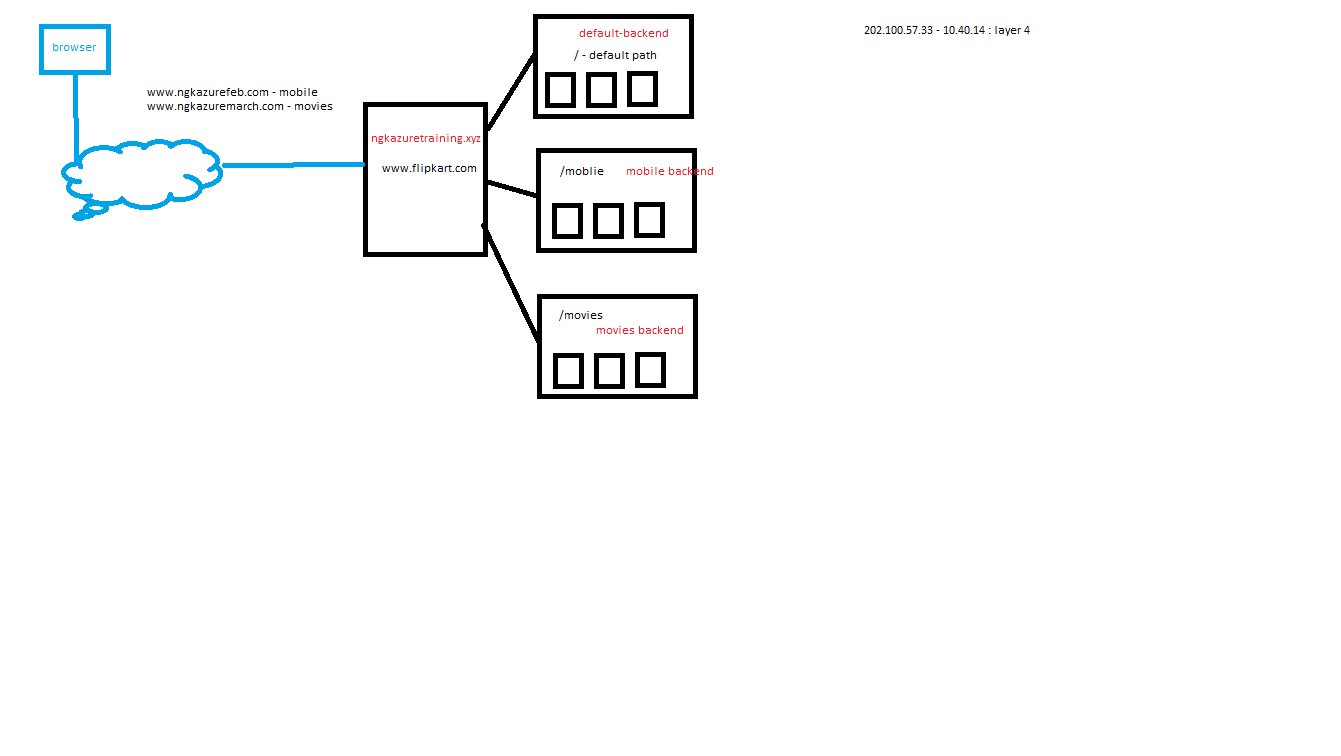 browser
www.ngkazurefeb.com - mobile
www.ngkazuremarch.com - movies
ngkazuretraining.xyz
www.flipkart.com
default-backend
/ - default path
/moblie mobile backend
/movies
movies backend
202.100.57.33 - 10.40.14 : layer 4